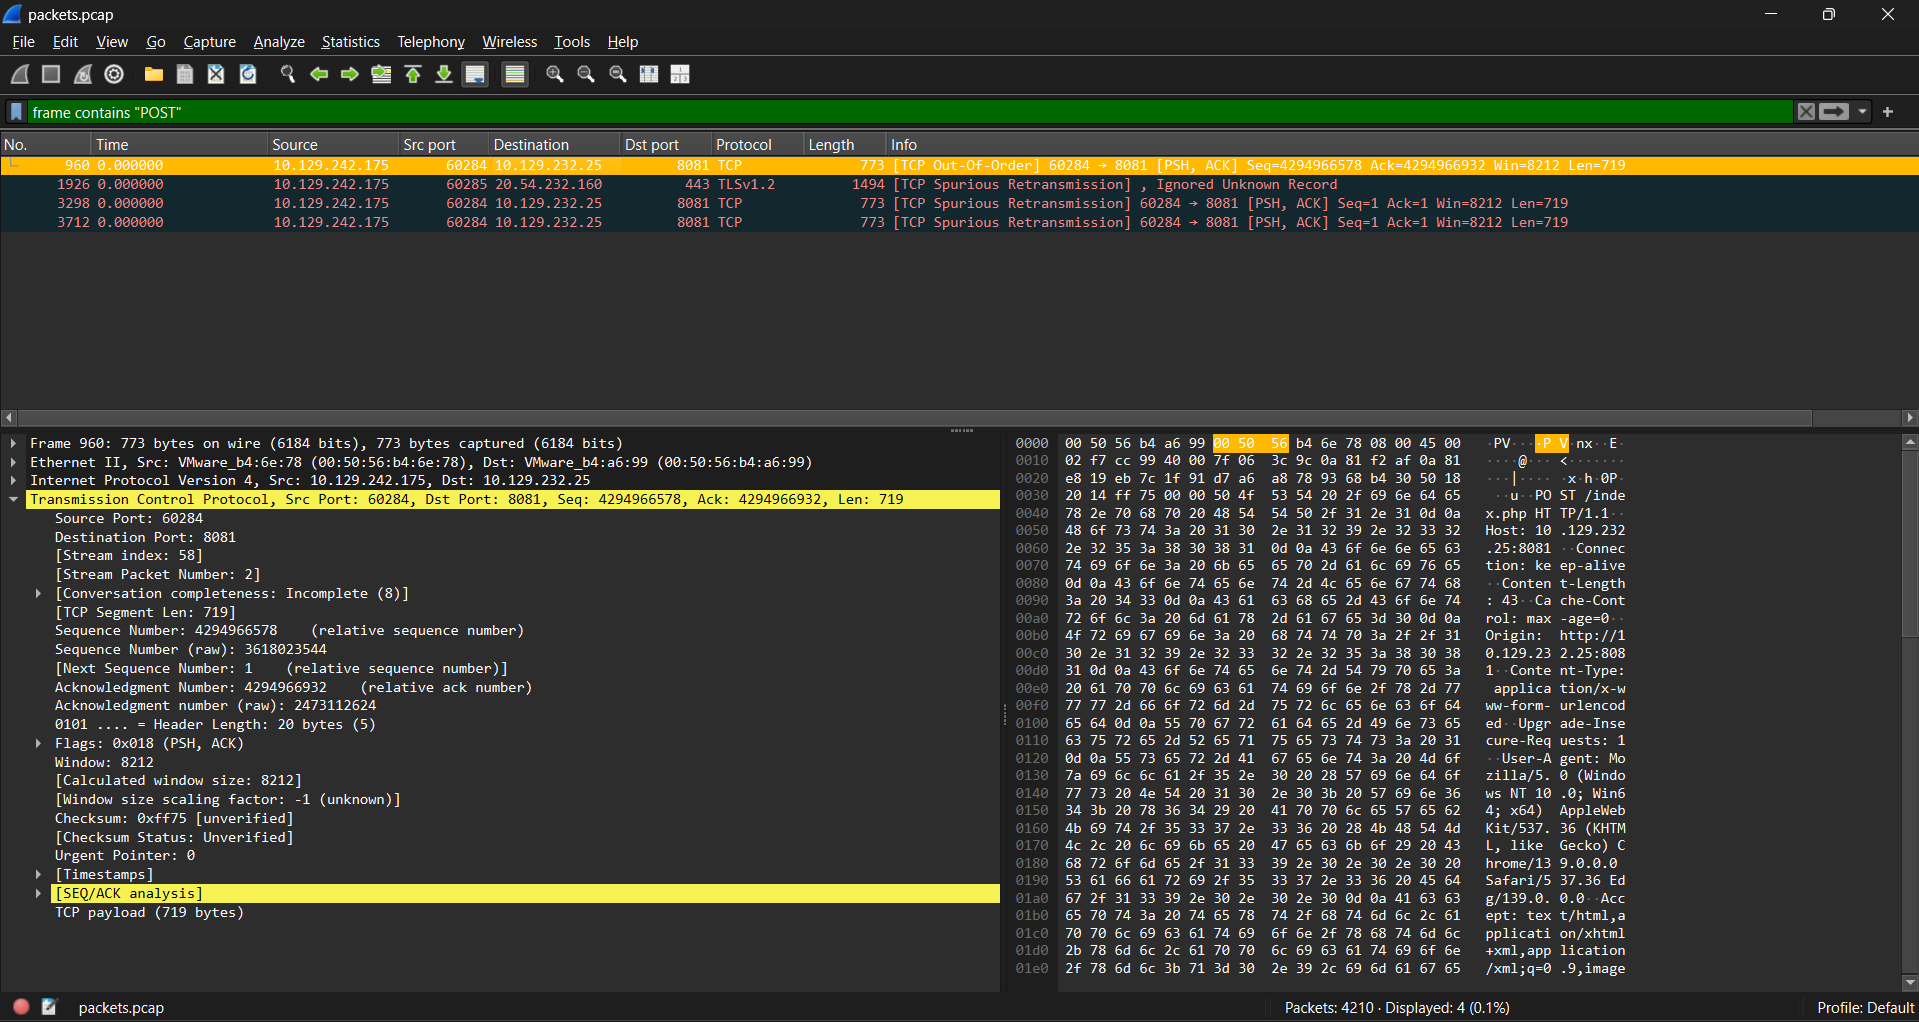 packets.pcap
File Edit View Go Capture Analyze Statistics Telephony Wireless Tools Help
frame contains "POST"
No. Time Source Src port Destination Dst port Protocol Length Info
960 0.000000 10.129.242.175 60284 10.129.232.25 8081 TCP 773 [TCP Out-Of-Order] 60284 → 8081 [PSH, ACK] Seq=4294966578 Ack=4294966932 Win=8212 Len=719
1926 0.000000 10.129.242.175 60285 20.54.232.160 443 TLSv1.2 1494 [TCP Spurious Retransmission] , Ignored Unknown Record
3298 0.000000 10.129.242.175 60284 10.129.232.25 8081 TCP 773 [TCP Spurious Retransmission] 60284 → 8081 [PSH, ACK] Seq=1 Ack=1 Win=8212 Len=719
3712 0.000000 10.129.242.175 60284 10.129.232.25 8081 TCP 773 [TCP Spurious Retransmission] 60284 → 8081 [PSH, ACK] Seq=1 Ack=1 Win=8212 Len=719
Frame 960: 773 bytes on wire (6184 bits), 773 bytes captured (6184 bits)
Ethernet II, Src: VMware_b4:6e:78 (00:50:56:b4:6e:78), Dst: VMware_b4:a6:99 (00:50:56:b4:a6:99)
Internet Protocol Version 4, Src: 10.129.242.175, Dst: 10.129.232.25
Transmission Control Protocol, Src Port: 60284, Dst Port: 8081, Seq: 4294966578, Ack: 4294966932, Len: 719
Source Port: 60284
Destination Port: 8081
[Stream index: 58]
[Stream Packet Number: 2]
[Conversation completeness: Incomplete (8)]
[TCP Segment Len: 719]
Sequence Number: 4294966578 (relative sequence number)
Sequence Number (raw): 3618023544
[Next Sequence Number: 1 (relative sequence number)]
Acknowledgment Number: 4294966932 (relative ack number)
Acknowledgment number (raw): 2473112624
0101 .... = Header Length: 20 bytes (5)
Flags: 0x018 (PSH, ACK)
Window: 8212
[Calculated window size: 8212]
[Window size scaling factor: -1 (unknown)]
Checksum: 0xff75 [unverified]
[Checksum Status: Unverified]
Urgent Pointer: 0
[Timestamps]
[SEQ/ACK analysis]
TCP payload (719 bytes)
0000 00 50 56 b4 a6 99 00 50 56 b4 6e 78 08 00 45 00 ·PV····P V·nx··E·
0010 02 f7 cc 99 40 00 7f 06 3c 9c 0a 81 f2 af 0a 81 ····@··· <·······
0020 e8 19 eb 7c 1f 91 d7 a6 a8 78 93 68 b4 30 50 18 ···|···· ·x·h·0P·
0030 20 14 ff 75 00 00 50 4f 53 54 20 2f 69 6e 64 65 ··u··PO ST /inde
0040 78 2e 70 68 70 20 48 54 54 50 2f 31 2e 31 0d 0a x.php HT TP/1.1··
0050 48 6f 73 74 3a 20 31 30 2e 31 32 39 2e 32 33 32 Host: 10 .129.232
0060 2e 32 35 3a 38 30 38 31 0d 0a 43 6f 6e 6e 65 63 .25:8081 ··Connec
0070 74 69 6f 6e 3a 20 6b 65 65 70 2d 61 6c 69 76 65 tion: ke ep-alive
0080 0d 0a 43 6f 6e 74 65 6e 74 2d 4c 65 6e 67 74 68 ··Conten t-Length
0090 3a 20 34 33 0d 0a 43 61 63 68 65 2d 43 6f 6e 74 : 43··Ca che-Cont
00a0 72 6f 6c 3a 20 6d 61 78 2d 61 67 65 3d 30 0d 0a rol: max -age=0··
00b0 4f 72 69 67 69 6e 3a 20 68 74 74 70 3a 2f 2f 31 Origin: http://1
00c0 30 2e 31 32 39 2e 32 33 32 2e 32 35 3a 38 30 38 0.129.23 2.25:808
00d0 31 0d 0a 43 6f 6e 74 65 6e 74 2d 54 79 70 65 3a 1··Conte nt-Type:
00e0 20 61 70 70 6c 69 63 61 74 69 6f 6e 2f 78 2d 77 applica tion/x-w
00f0 77 77 2d 66 6f 72 6d 2d 75 72 6c 65 6e 63 6f 64 ww-form- urlencod
0100 65 64 0d 0a 55 70 67 72 61 64 65 2d 49 6e 73 65 ed··Upgr ade-Inse
0110 63 75 72 65 2d 52 65 71 75 65 73 74 73 3a 20 31 cure-Req uests: 1
0120 0d 0a 55 73 65 72 2d 41 67 65 6e 74 3a 20 4d 6f ··User-A gent: Mo
0130 7a 69 6c 6c 61 2f 35 2e 30 20 28 57 69 6e 64 6f zilla/5. 0 (Windo
0140 77 73 20 4e 54 20 31 30 2e 30 3b 20 57 69 6e 36 ws NT 10 .0; Win6
0150 34 3b 20 78 36 34 29 20 41 70 70 6c 65 57 65 62 4; x64) AppleWeb
0160 4b 69 74 2f 35 33 37 2e 33 36 20 28 4b 48 54 4d Kit/537. 36 (KHTM
0170 4c 2c 20 6c 69 6b 65 20 47 65 63 6b 6f 29 20 43 L, like Gecko) C
0180 68 72 6f 6d 65 2f 31 33 39 2e 30 2e 30 2e 30 20 hrome/13 9.0.0.0
0190 53 61 66 61 72 69 2f 35 33 37 2e 33 36 20 45 64 Safari/5 37.36 Ed
01a0 67 2f 31 33 39 2e 30 2e 30 2e 30 0d 0a 41 63 63 g/139.0. 0.0··Acc
01b0 65 70 74 3a 20 74 65 78 74 2f 68 74 6d 6c 2c 61 ept: tex t/html,a
01c0 70 70 6c 69 63 61 74 69 6f 6e 2f 78 68 74 6d 6c pplicati on/xhtml
01d0 2b 78 6d 6c 2c 61 70 70 6c 69 63 61 74 69 6f 6e +xml,app lication
01e0 2f 78 6d 6c 3b 71 3d 30 2e 39 2c 69 6d 61 67 65 /xml;q=0 .9,image
packets.pcap
Packets: 4210 · Displayed: 4 (0.1%)
Profile: Default